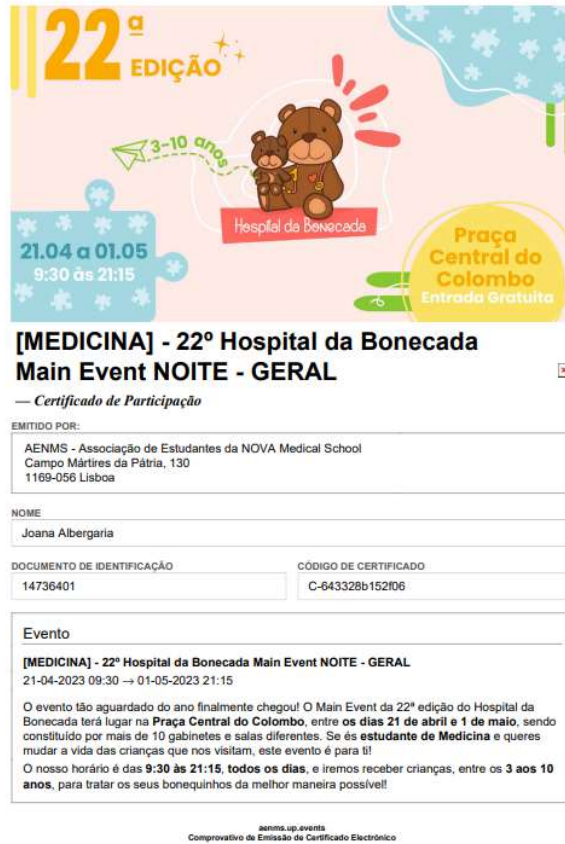 22ª
EDIÇÃO
3-10 anos
Hospital da Bonecada
21.04 a 01.05
9:30 às 21:15
Praça
Central do
Colombo
Entrada Gratuita
[MEDICINA] - 22º Hospital da Bonecada
Main Event NOITE - GERAL
— Certificado de Participação
EMITIDO POR:
AENMS - Associação de Estudantes da NOVA Medical School
Campo Mártires da Pátria, 130
1169-056 Lisboa
NOME
Joana Albergaria
DOCUMENTO DE IDENTIFICAÇÃO
14736401
CÓDIGO DE CERTIFICADO
C-643328b152f06
Evento
[MEDICINA] - 22º Hospital da Bonecada Main Event NOITE - GERAL
21-04-2023 09:30 → 01-05-2023 21:15
O evento tão aguardado do ano finalmente chegou! O Main Event da 22ª edição do Hospital da
Bonecada terá lugar na Praça Central do Colombo, entre os dias 21 de abril e 1 de maio, sendo
constituído por mais de 10 gabinetes e salas diferentes. Se és estudante de Medicina e queres
mudar a vida das crianças que nos visitam, este evento é para ti!
O nosso horário é das 9:30 às 21:15, todos os dias, e iremos receber crianças, entre os 3 aos 10
anos, para tratar os seus bonequinhos da melhor maneira possível!
aenms.up.events
Comprovativo de Emissão de Certificado Electrónico